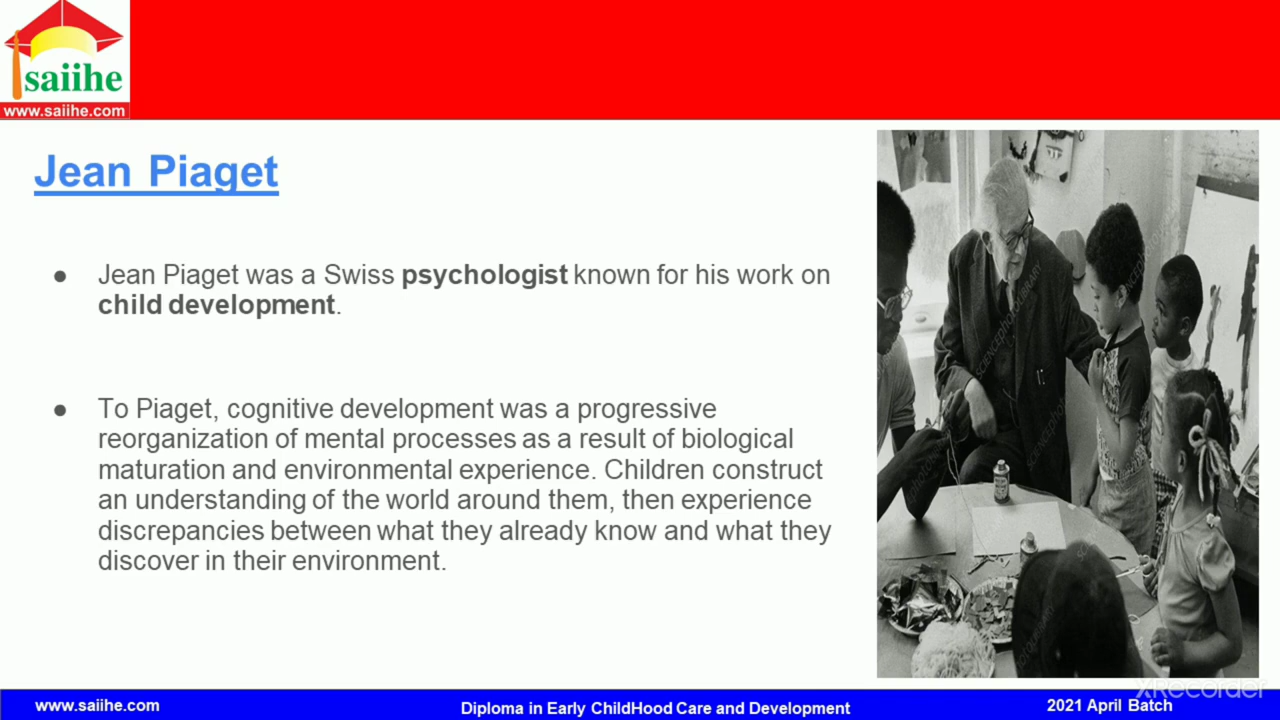 saiihe
www.saiihe.com
Jean Piaget
● Jean Piaget was a Swiss psychologist known for his work on
child development.
● To Piaget, cognitive development was a progressive
reorganization of mental processes as a result of biological
maturation and environmental experience. Children construct
an understanding of the world around them, then experience
discrepancies between what they already know and what they
discover in their environment.
SCIENCEPHOTOLIBRARY
www.saiihe.com
Diploma in Early ChildHood Care and Development
2021 April Batch
XRecorder